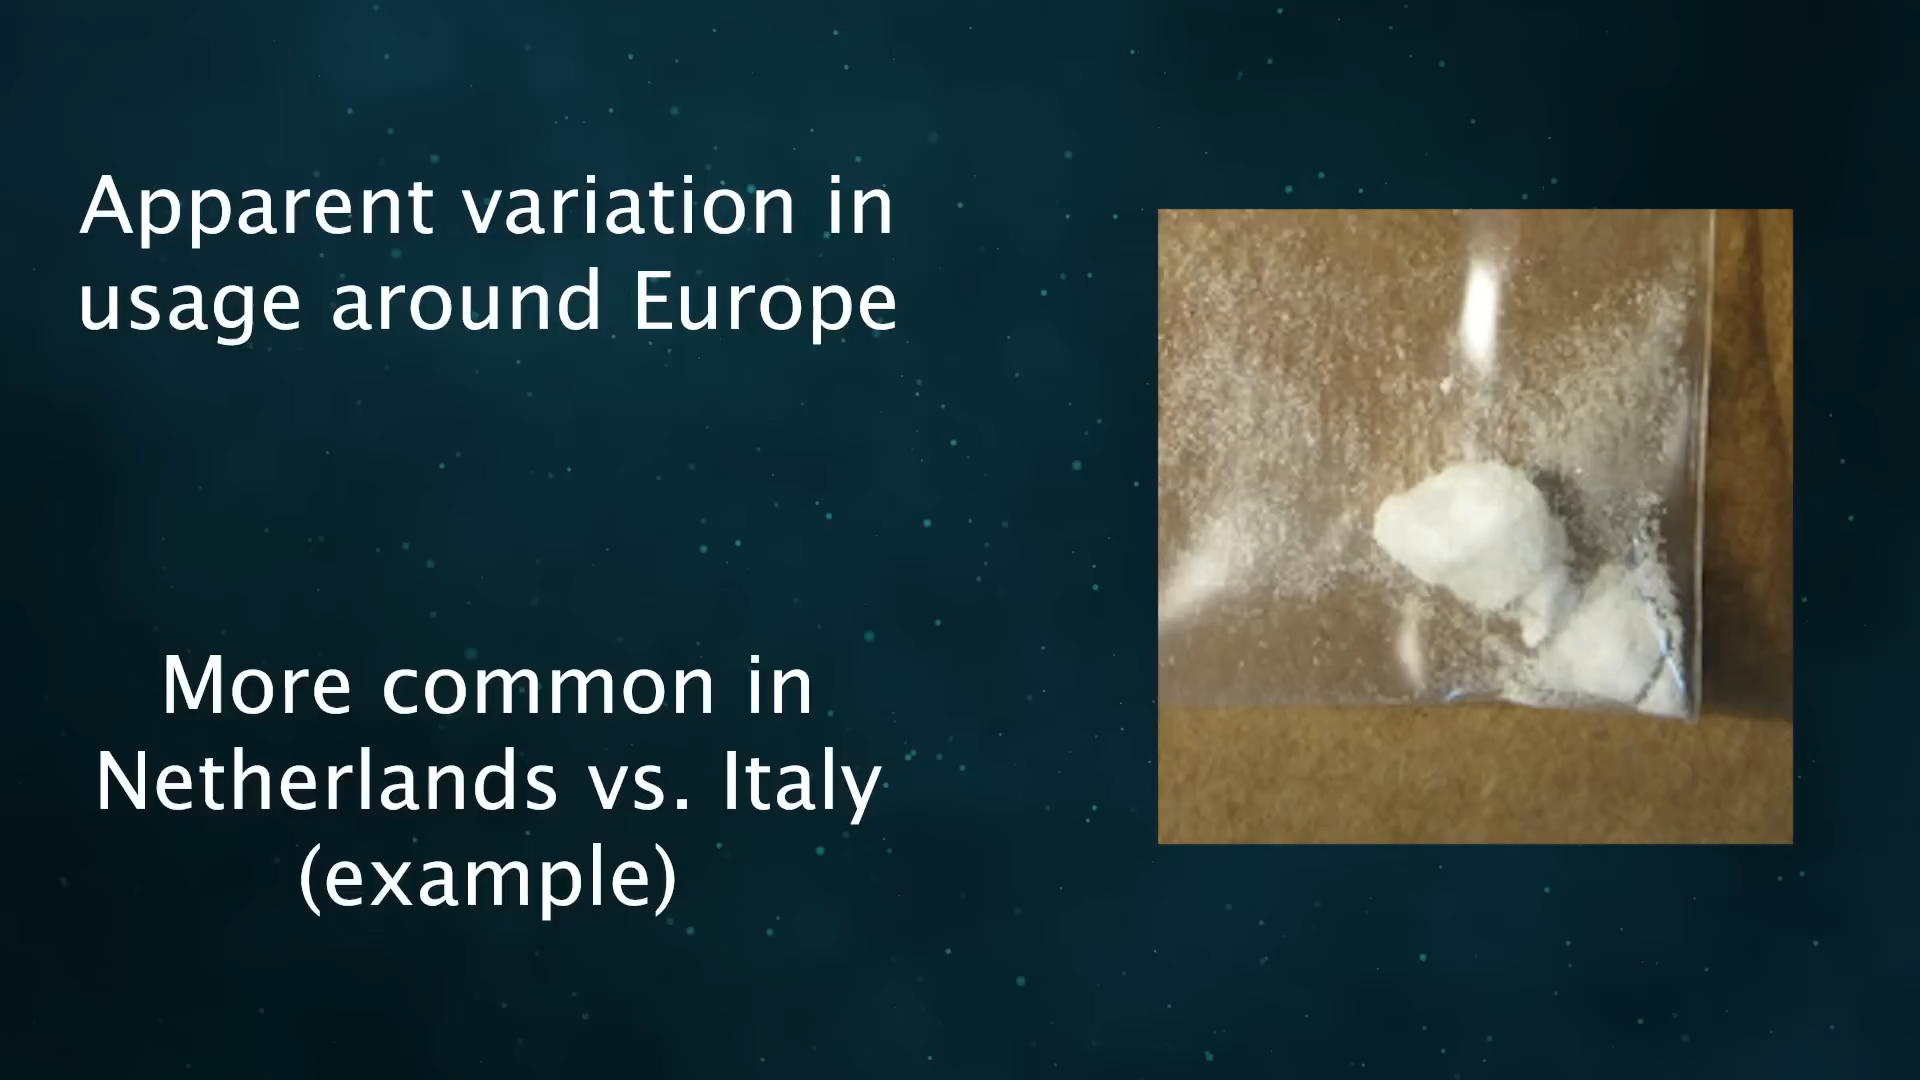 Apparent variation in
usage around Europe
More common in
Netherlands vs. Italy
(example)